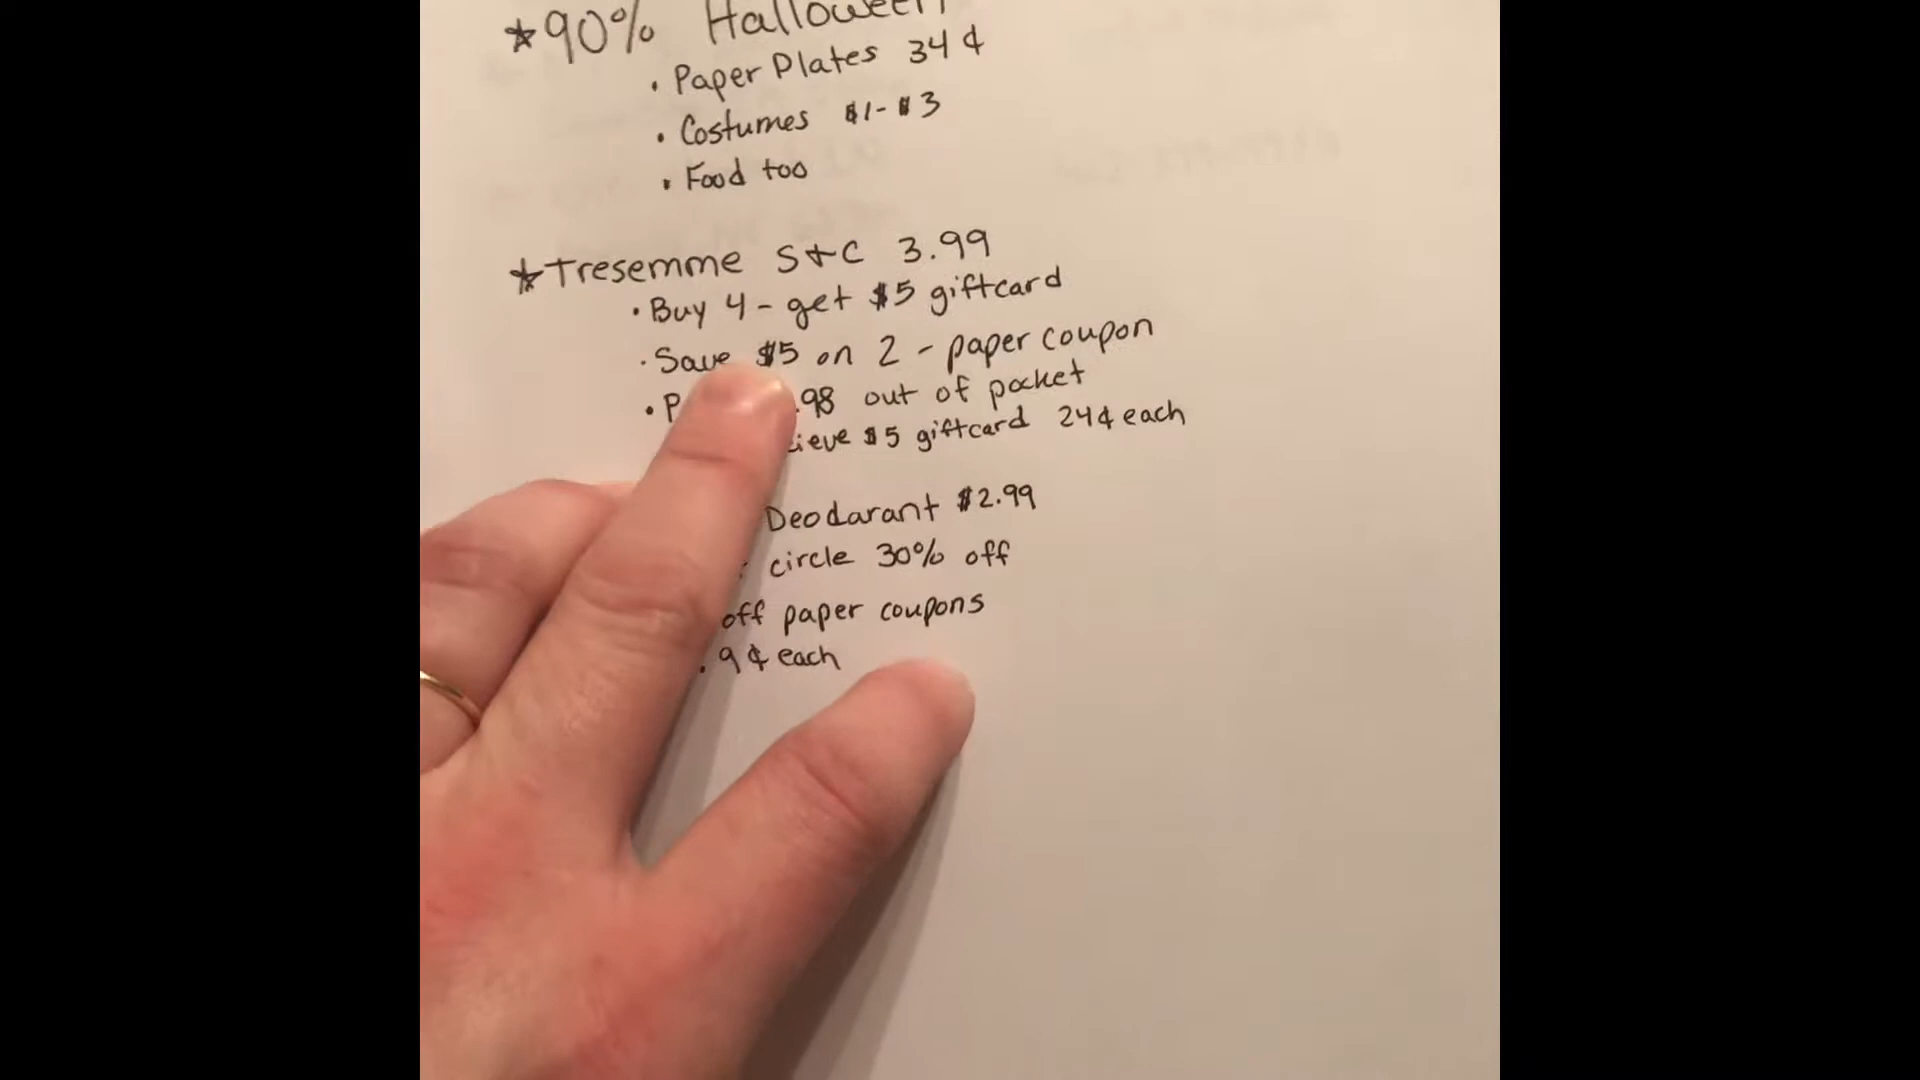 *90% Halloween
• Paper Plates 34¢
• Costumes $1-$3
• Food too
*Tresemme S+C 3.99
• Buy 4 - get $5 giftcard
• Save $5 on 2 - paper coupon
.98 out of pocket
$5 giftcard 24¢ each
Deodarant $2.99
circle 30% off
off paper coupons
. 9¢ each